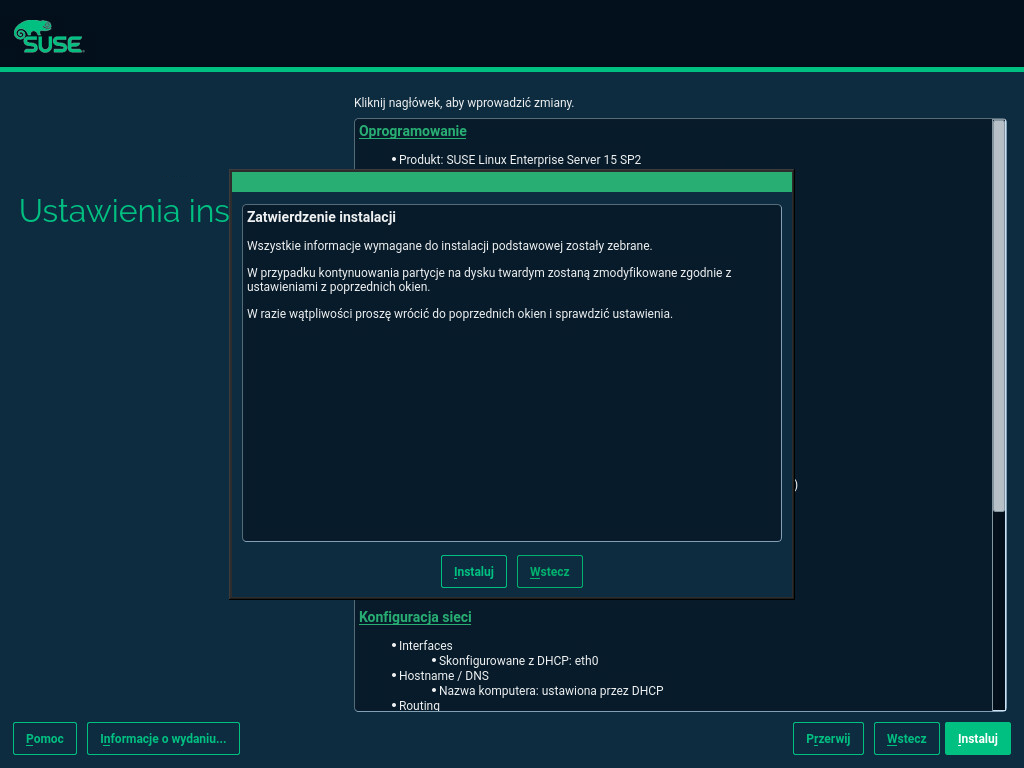 SUSE
Kliknij nagłówek, aby wprowadzić zmiany.
Oprogramowanie
• Produkt: SUSE Linux Enterprise Server 15 SP2
Ustawienia ins
Zatwierdzenie instalacji
Wszystkie informacje wymagane do instalacji podstawowej zostały zebrane.
W przypadku kontynuowania partycje na dysku twardym zostaną zmodyfikowane zgodnie z
ustawieniami z poprzednich okien.
W razie wątpliwości proszę wrócić do poprzednich okien i sprawdzić ustawienia.
)
Instaluj
Wstecz
Konfiguracja sieci
• Interfaces
• Skonfigurowane z DHCP: eth0
• Hostname / DNS
• Nazwa komputera: ustawiona przez DHCP
• Routing
Pomoc
Informacje o wydaniu...
Przerwij
Wstecz
Instaluj